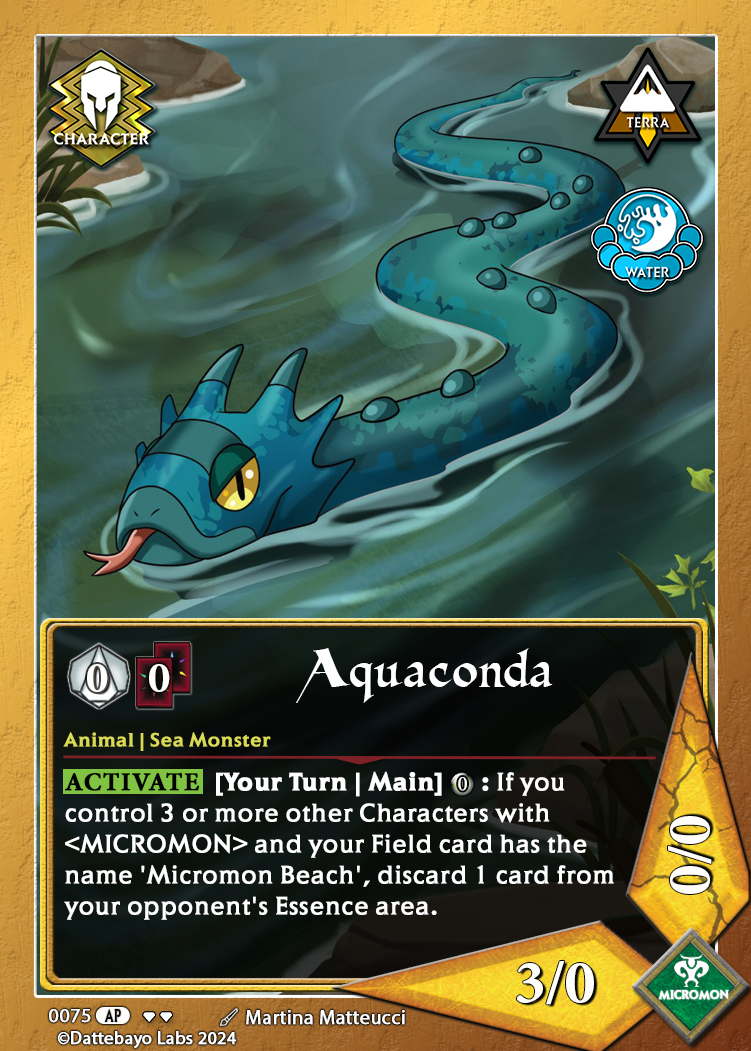 CHARACTER
TERRA
WATER
0 0 Aquaconda
Animal | Sea Monster
ACTIVATE [Your Turn | Main] 0 : If you
control 3 or more other Characters with
<MICROMON> and your Field card has the
name 'Micromon Beach', discard 1 card from
your opponent's Essence area.
0/0
3/0
MICROMON
0075 AP Martina Matteucci
©Dattebayo Labs 2024